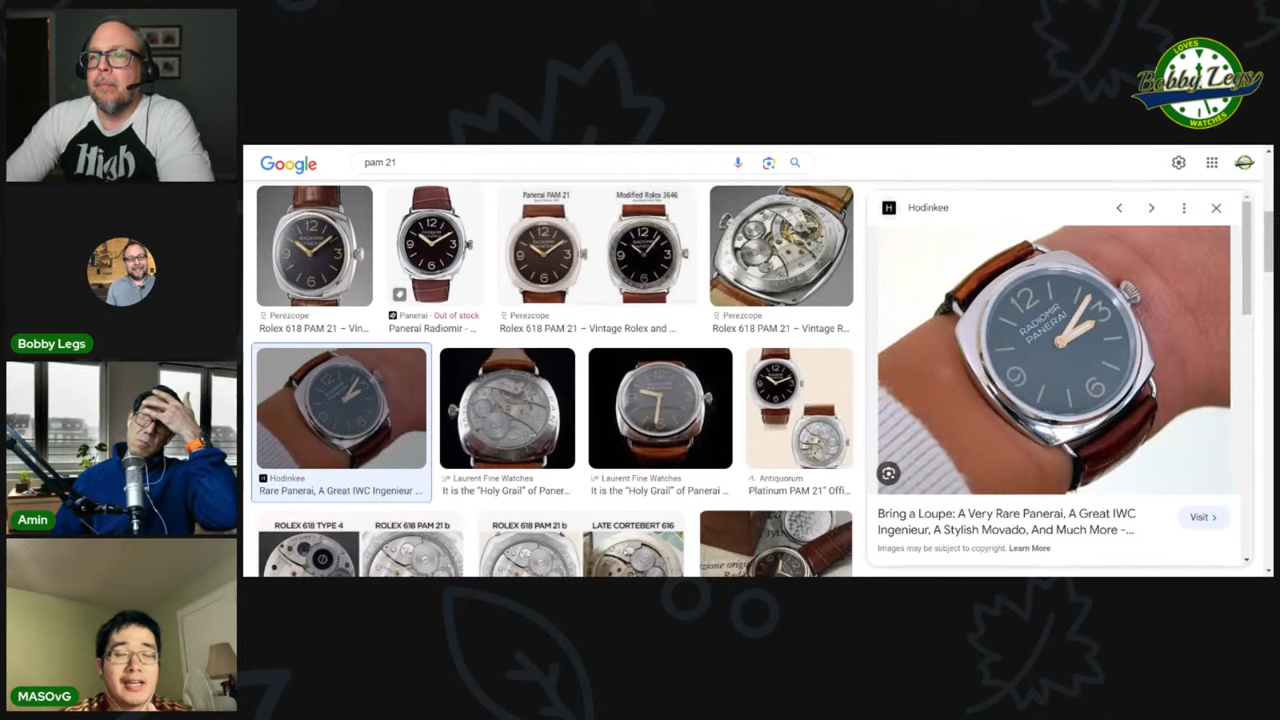 High
Bobby Legs
Amin
MASOvG
LOVES
Bobby Legs
WATCHES
Google
pam 21
Panerai PAM 21
Modified Rolex 3646
Perezcope
Rolex 618 PAM 21 – Vin...
Panerai · Out of stock
Panerai Radiomir - ...
Perezcope
Rolex 618 PAM 21 – Vintage Rolex and ...
Perezcope
Rolex 618 PAM 21 – Vintage R...
Hodinkee
Rare Panerai, A Great IWC Ingenieur ...
Laurent Fine Watches
It is the “Holy Grail” of Paner...
Laurent Fine Watches
It is the “Holy Grail” of Panerai ...
Antiquorum
Platinum PAM 21” Offi...
ROLEX 618 TYPE 4
ROLEX 618 PAM 21 b
ROLEX 618 PAM 21 b
LATE CORTEBERT 616
H
Hodinkee
12
3
6
9
RADIOMIR
PANERAI
Bring a Loupe: A Very Rare Panerai, A Great IWC
Ingenieur, A Stylish Movado, And Much More -...
Visit
Images may be subject to copyright. Learn More